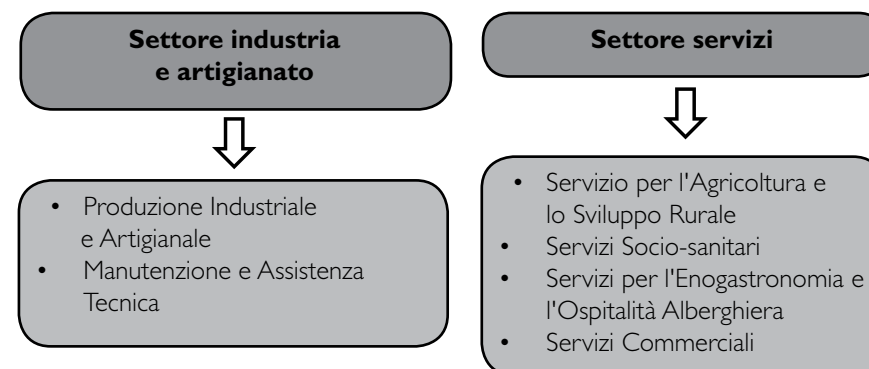 Settore industria
e artigianato
• Produzione Industriale
e Artigianale
• Manutenzione e Assistenza
Tecnica
Settore servizi
• Servizio per l'Agricoltura e
lo Sviluppo Rurale
• Servizi Socio-sanitari
• Servizi per l'Enogastronomia e
l'Ospitalità Alberghiera
• Servizi Commerciali